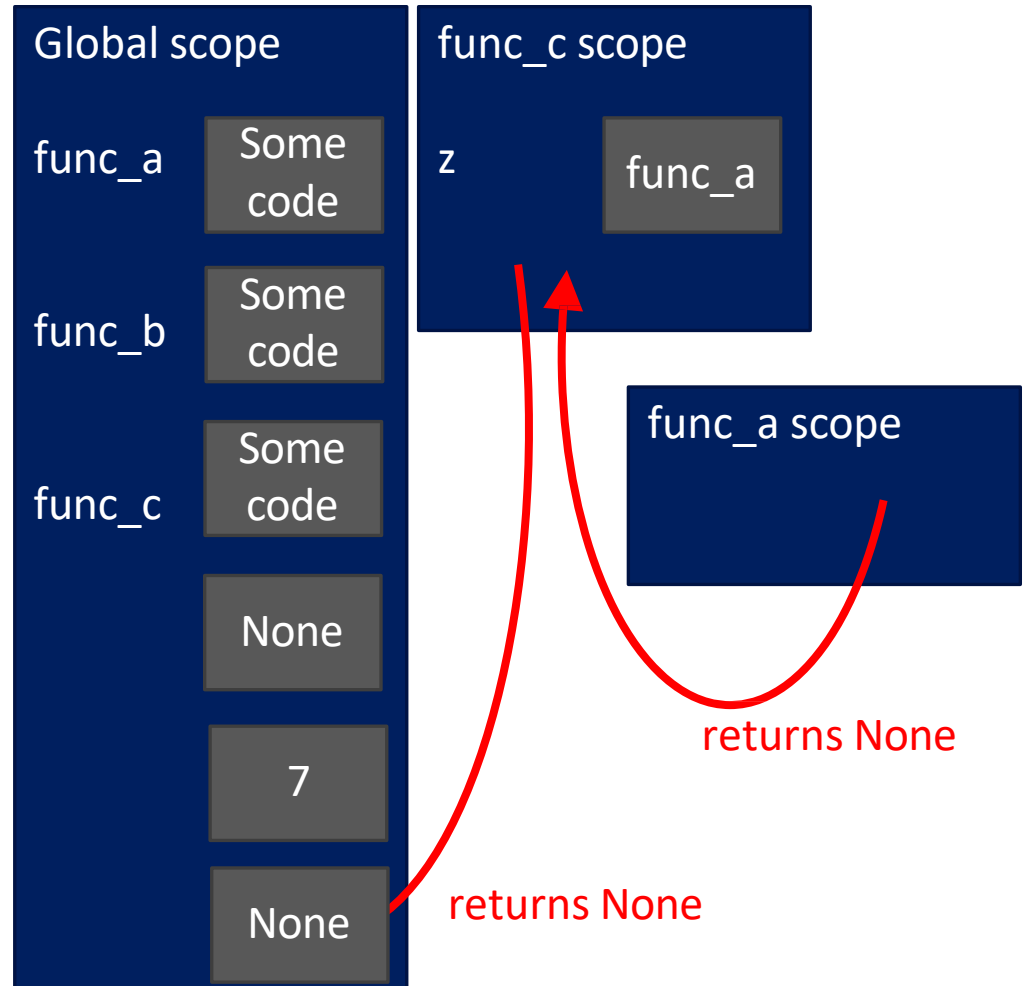 Global scope
func_a
Some
code
func_b
Some
code
func_c
Some
code
None
7
None
func_c scope
z
func_a
func_a scope
returns None
returns None